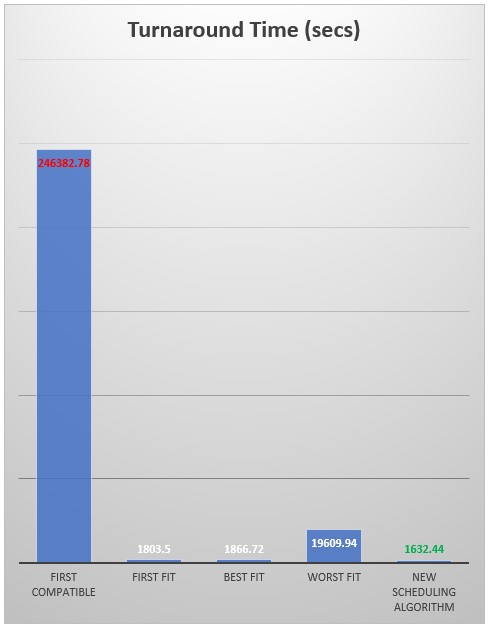 Turnaround Time (secs)
246382.78
1803.5
1866.72
19609.94
1632.44
FIRST
COMPATIBLE
FIRST FIT
BEST FIT
WORST FIT
NEW
SCHEDULING
ALGORITHM